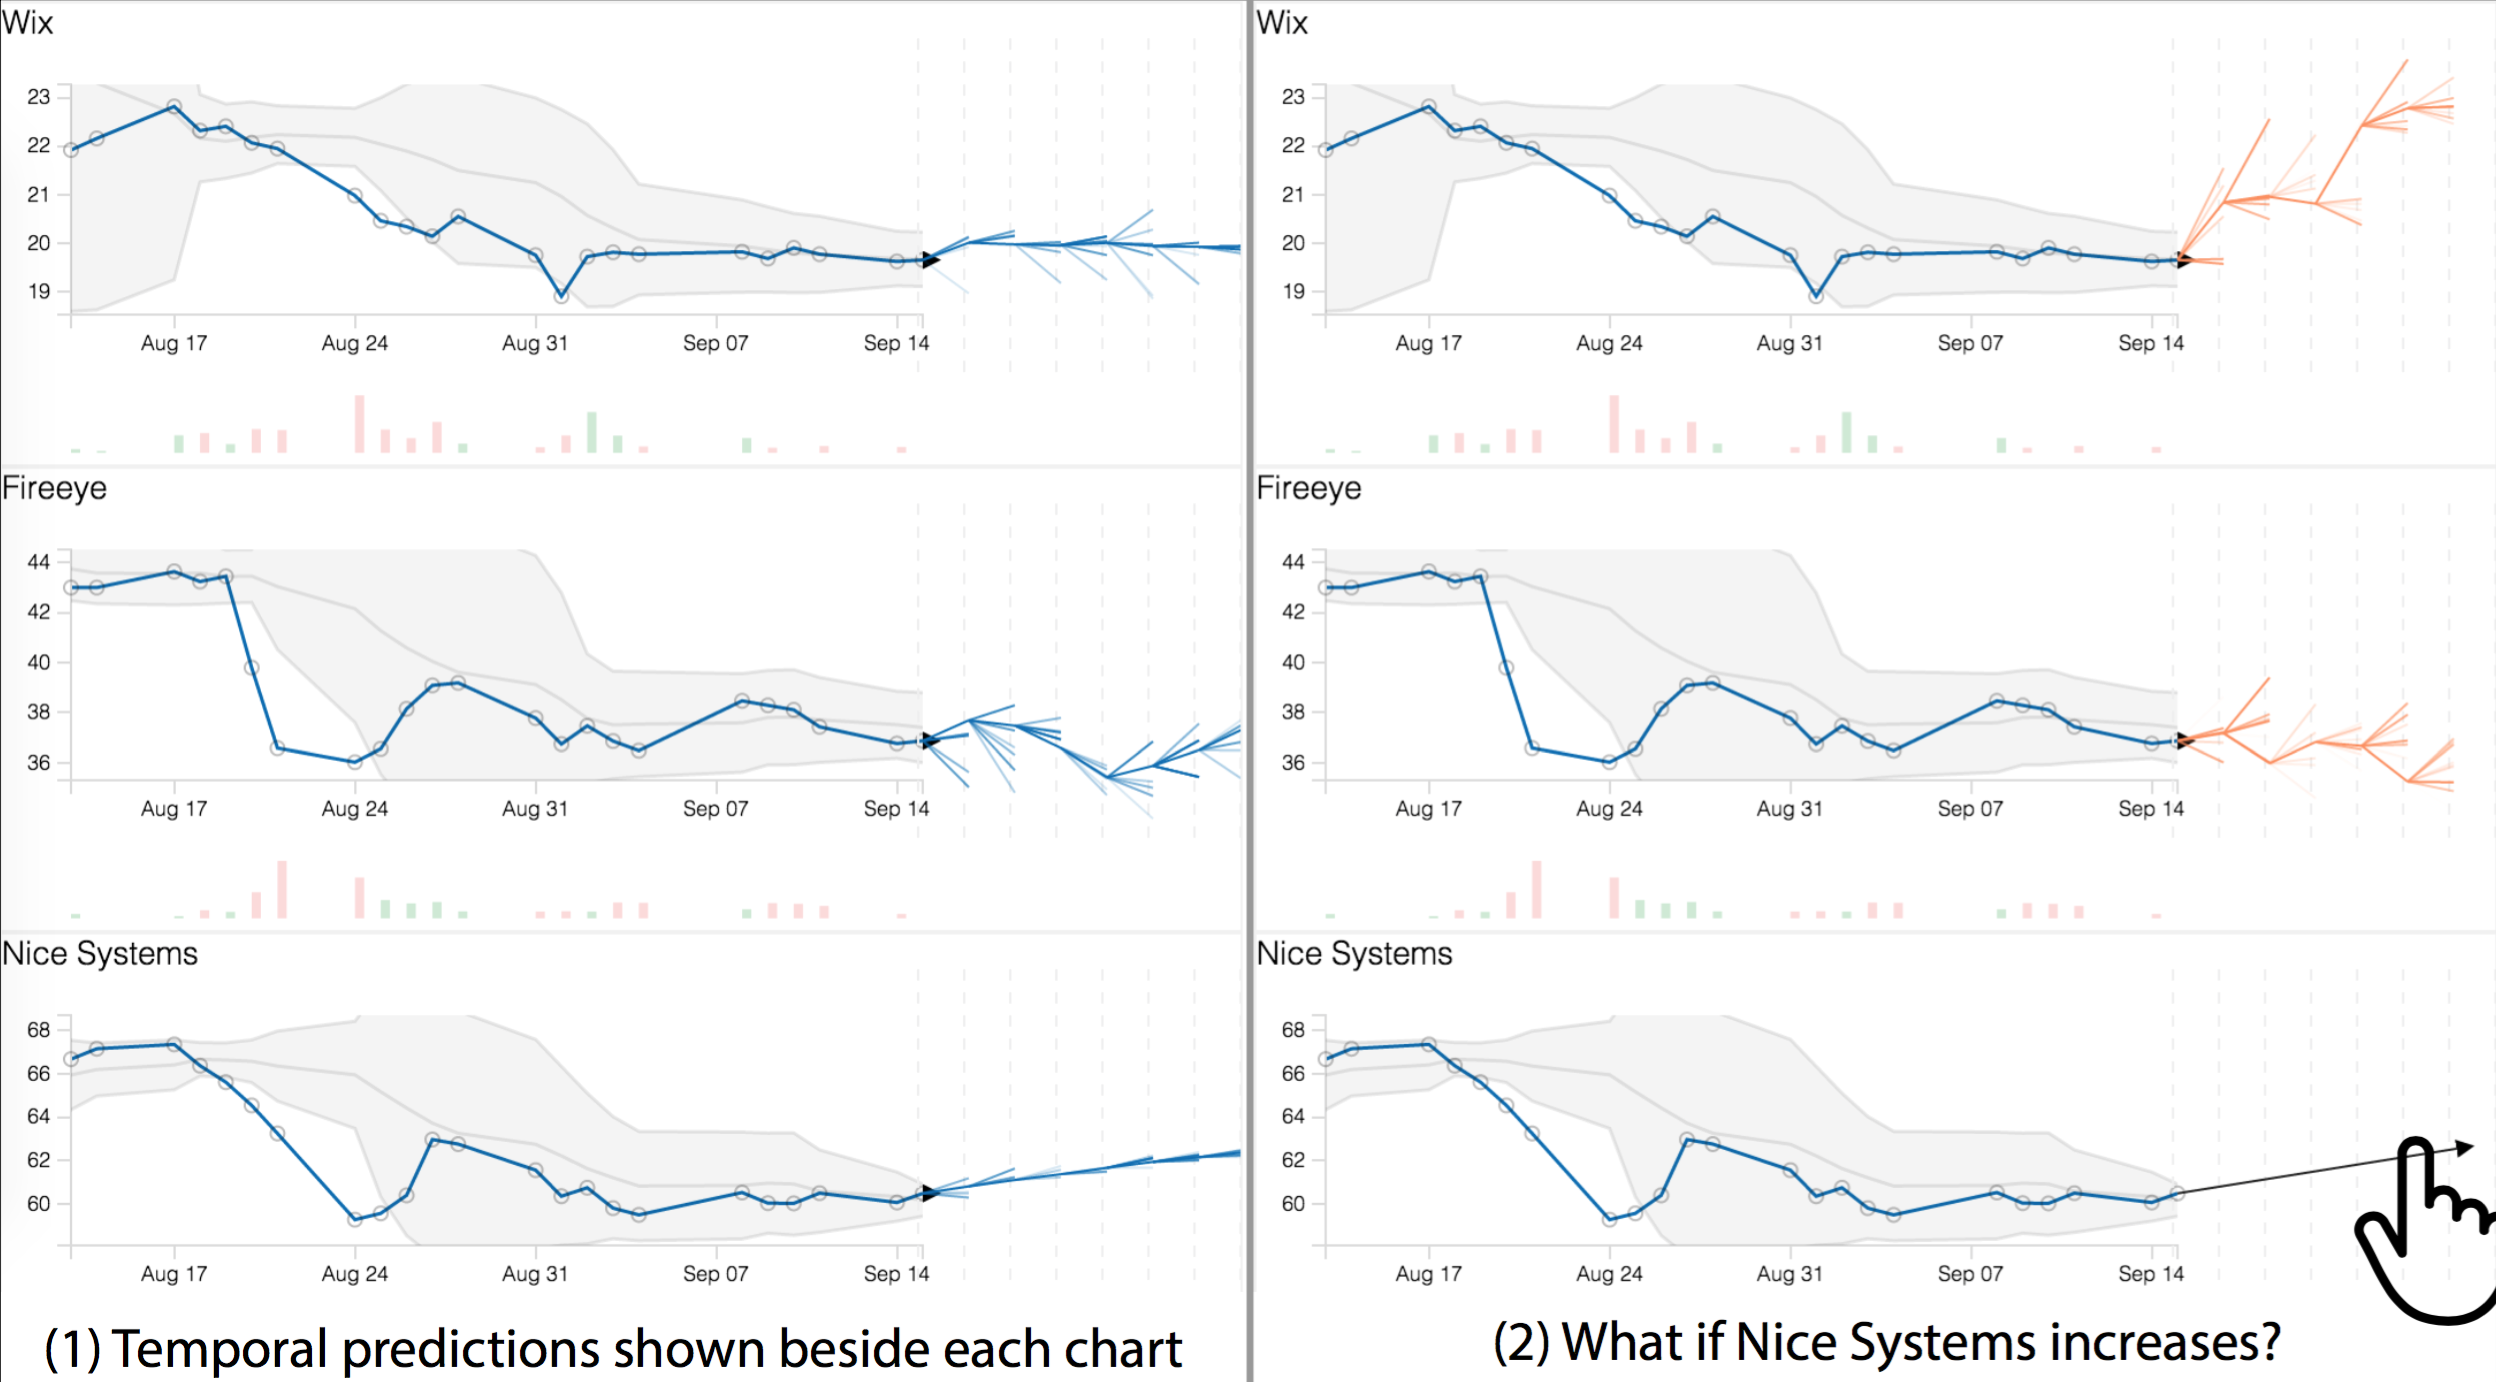 Wix
23
22
21
20
19
Aug 17 Aug 24 Aug 31 Sep 07 Sep 14
Fireeye
44
42
40
38
36
Aug 17 Aug 24 Aug 31 Sep 07 Sep 14
Nice Systems
68
66
64
62
60
Aug 17 Aug 24 Aug 31 Sep 07 Sep 14
(1) Temporal predictions shown beside each chart
Wix
23
22
21
20
19
Aug 17 Aug 24 Aug 31 Sep 07 Sep 14
Fireeye
44
42
40
38
36
Aug 17 Aug 24 Aug 31 Sep 07 Sep 14
Nice Systems
68
66
64
62
60
Aug 17 Aug 24 Aug 31 Sep 07 Sep 14
(2) What if Nice Systems increases?